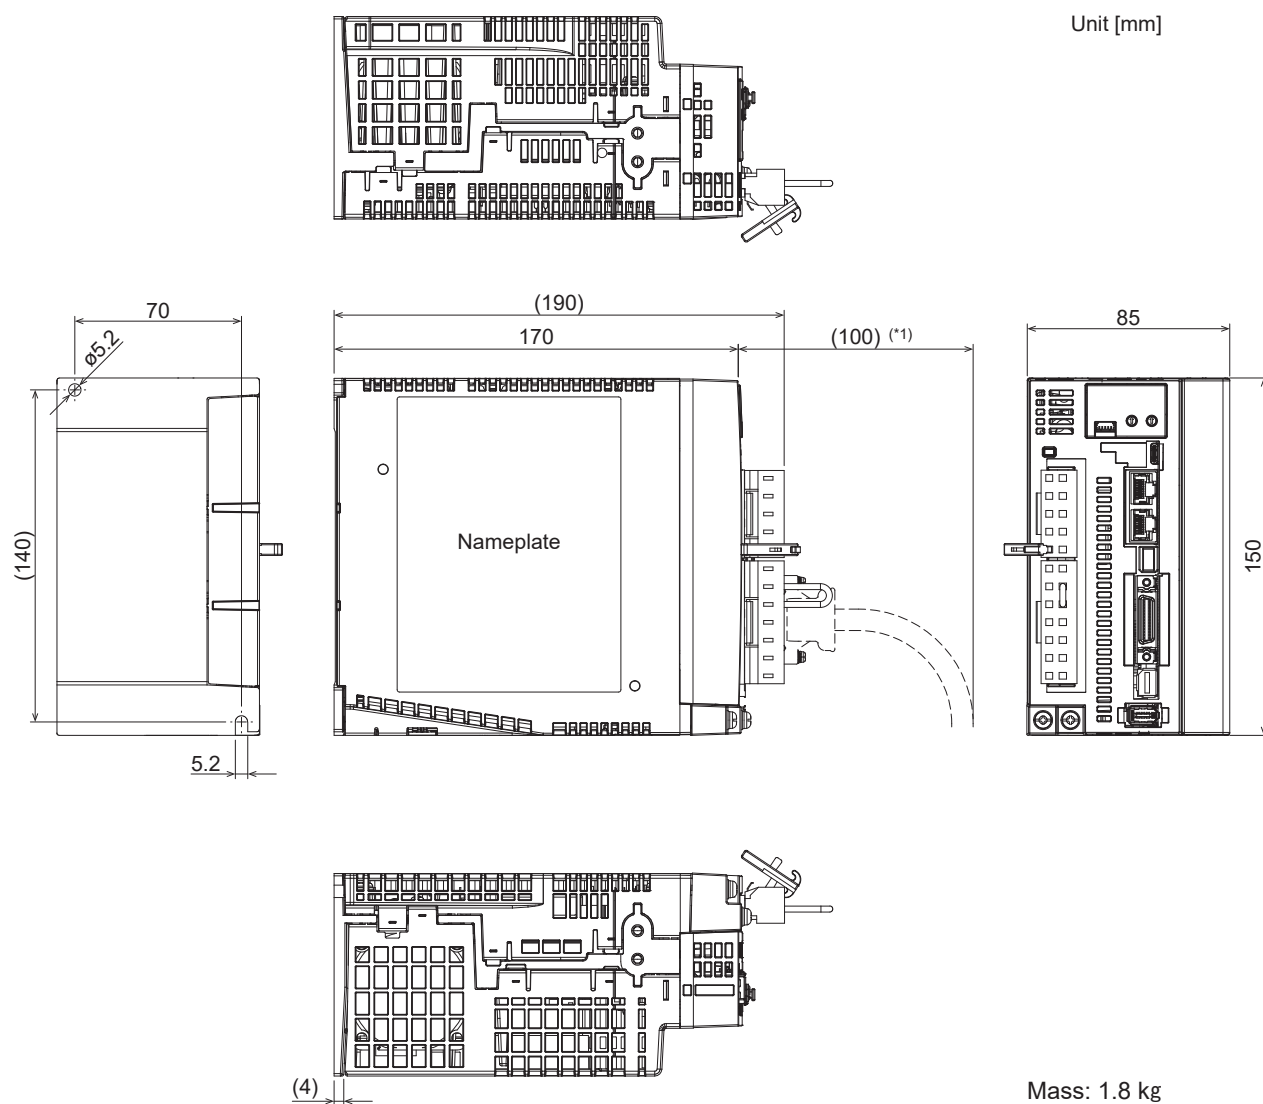 Unit [mm]
(190)
70
170
(100) (*1)
85
ø5.2
(140)
Nameplate
150
5.2
(4)
Mass: 1.8 kg